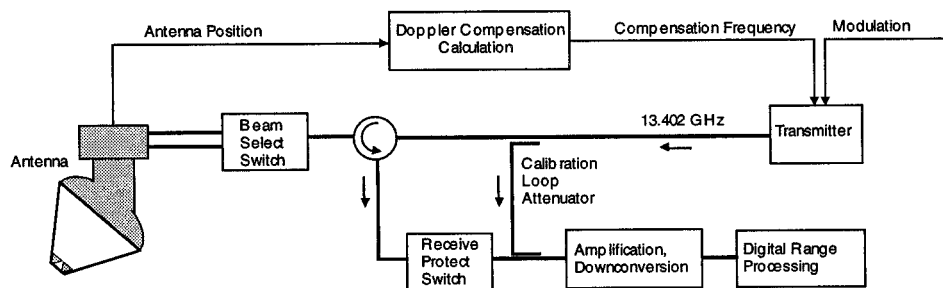 Antenna Position
Doppler Compensation
Calculation
Compensation Frequency
Modulation
Beam
Select
Switch
13.402 GHz
Transmitter
Antenna
Calibration
Loop
Attenuator
Receive
Protect
Switch
Amplification,
Downconversion
Digital Range
Processing